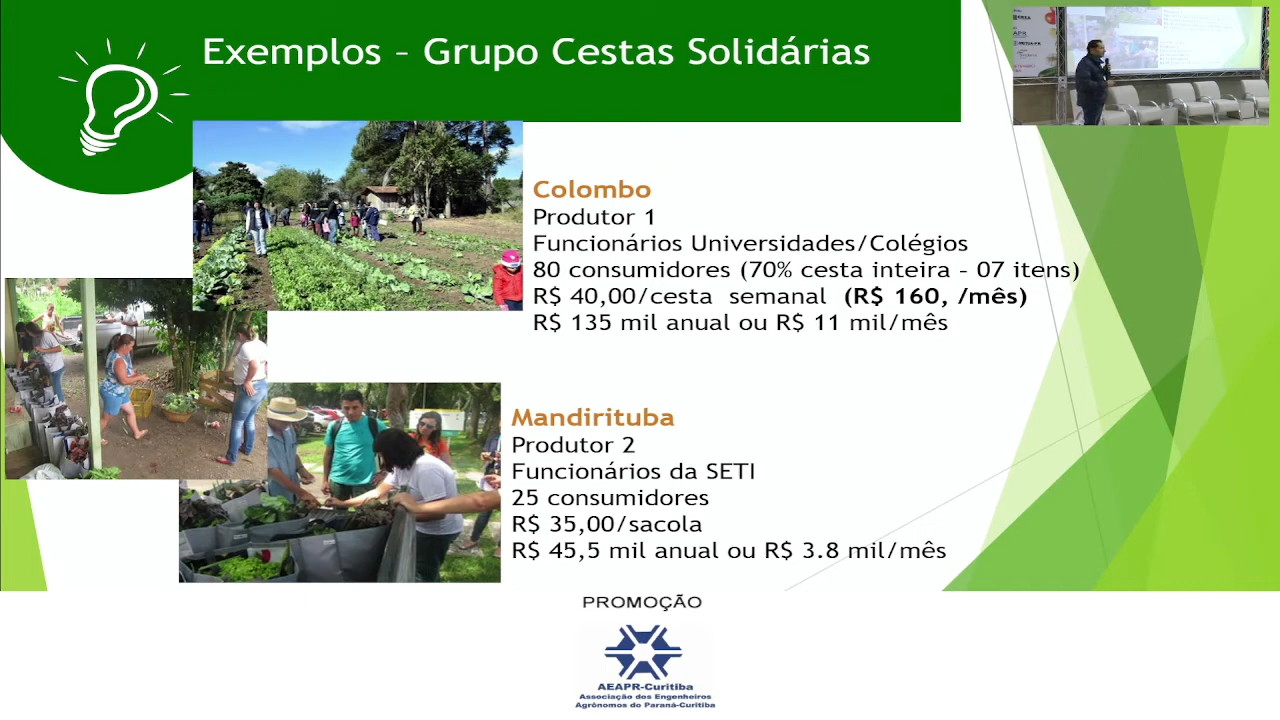 Exemplos – Grupo Cestas Solidárias
Colombo
Produtor 1
Funcionários Universidades/Colégios
80 consumidores (70% cesta inteira – 07 itens)
R$ 40,00/cesta semanal (R$ 160, /mês)
R$ 135 mil anual ou R$ 11 mil/mês
Mandirituba
Produtor 2
Funcionários da SETI
25 consumidores
R$ 35,00/sacola
R$ 45,5 mil anual ou R$ 3.8 mil/mês
PROMOÇÃO
AEAPR-Curitiba
Associação dos Engenheiros
Agrônomos do Paraná-Curitiba